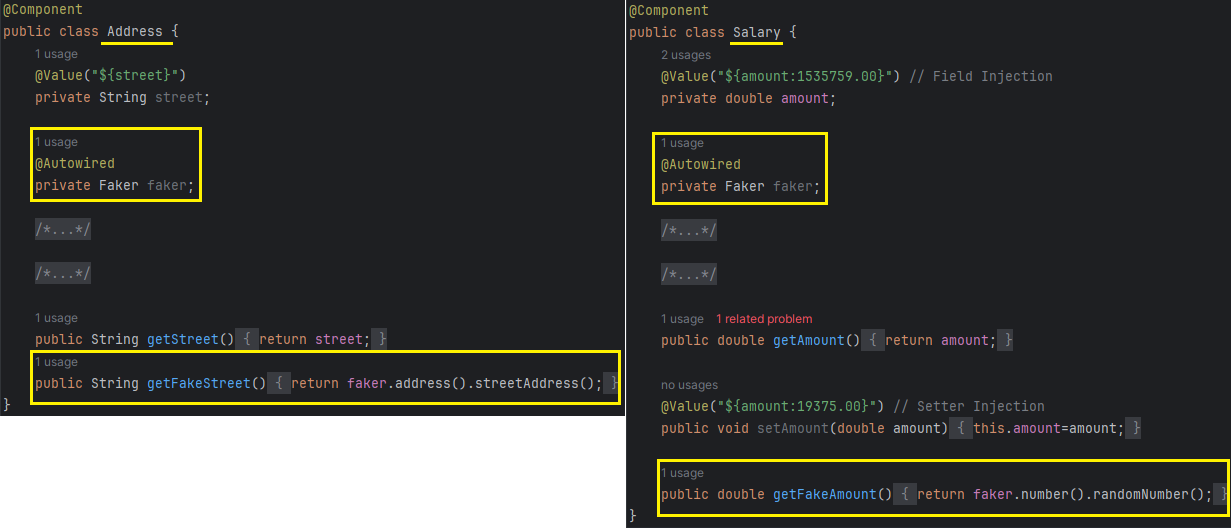 @Component
public class Address {
1 usage
@Value("${street}")
private String street;
1 usage
@Autowired
private Faker faker;
/*...*/
/*...*/
1 usage
public String getStreet() { return street; }
1 usage
public String getFakeStreet() { return faker.address().streetAddress(); }
}
@Component
public class Salary {
2 usages
@Value("${amount:1535759.00}") // Field Injection
private double amount;
1 usage
@Autowired
private Faker faker;
/*...*/
/*...*/
1 usage 1 related problem
public double getAmount() { return amount; }
no usages
@Value("${amount:19375.00}") // Setter Injection
public void setAmount(double amount) { this.amount=amount; }
1 usage
public double getFakeAmount() { return faker.number().randomNumber(); }
}